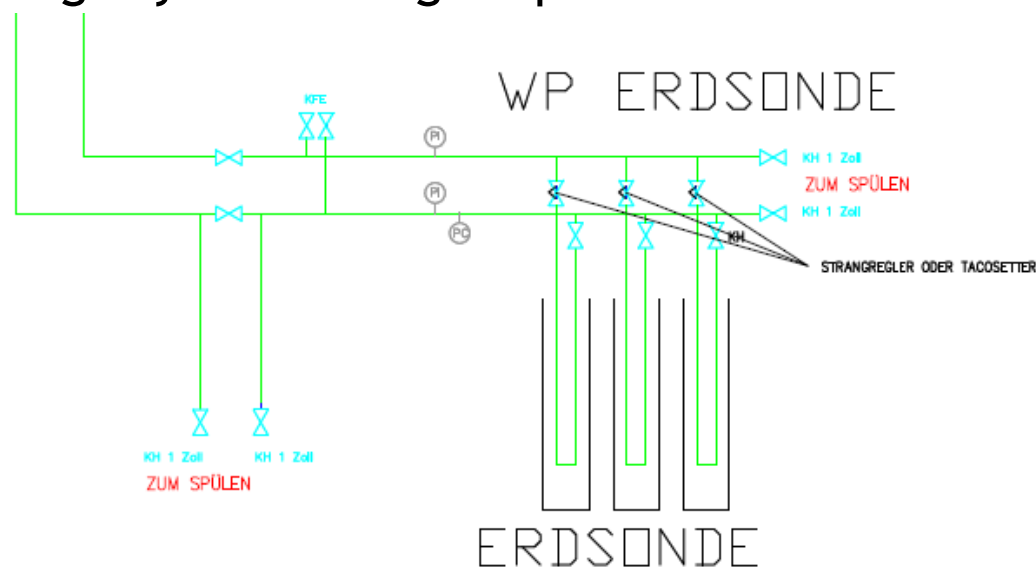 WP ERDSONDE
KFE
PI
KH 1 Zoll
ZUM SPÜLEN
PI
KH 1 Zoll
PC
KH
STRANGREGLER ODER TACOSETTER
KH 1 Zoll
KH 1 Zoll
ZUM SPÜLEN
ERDSONDE